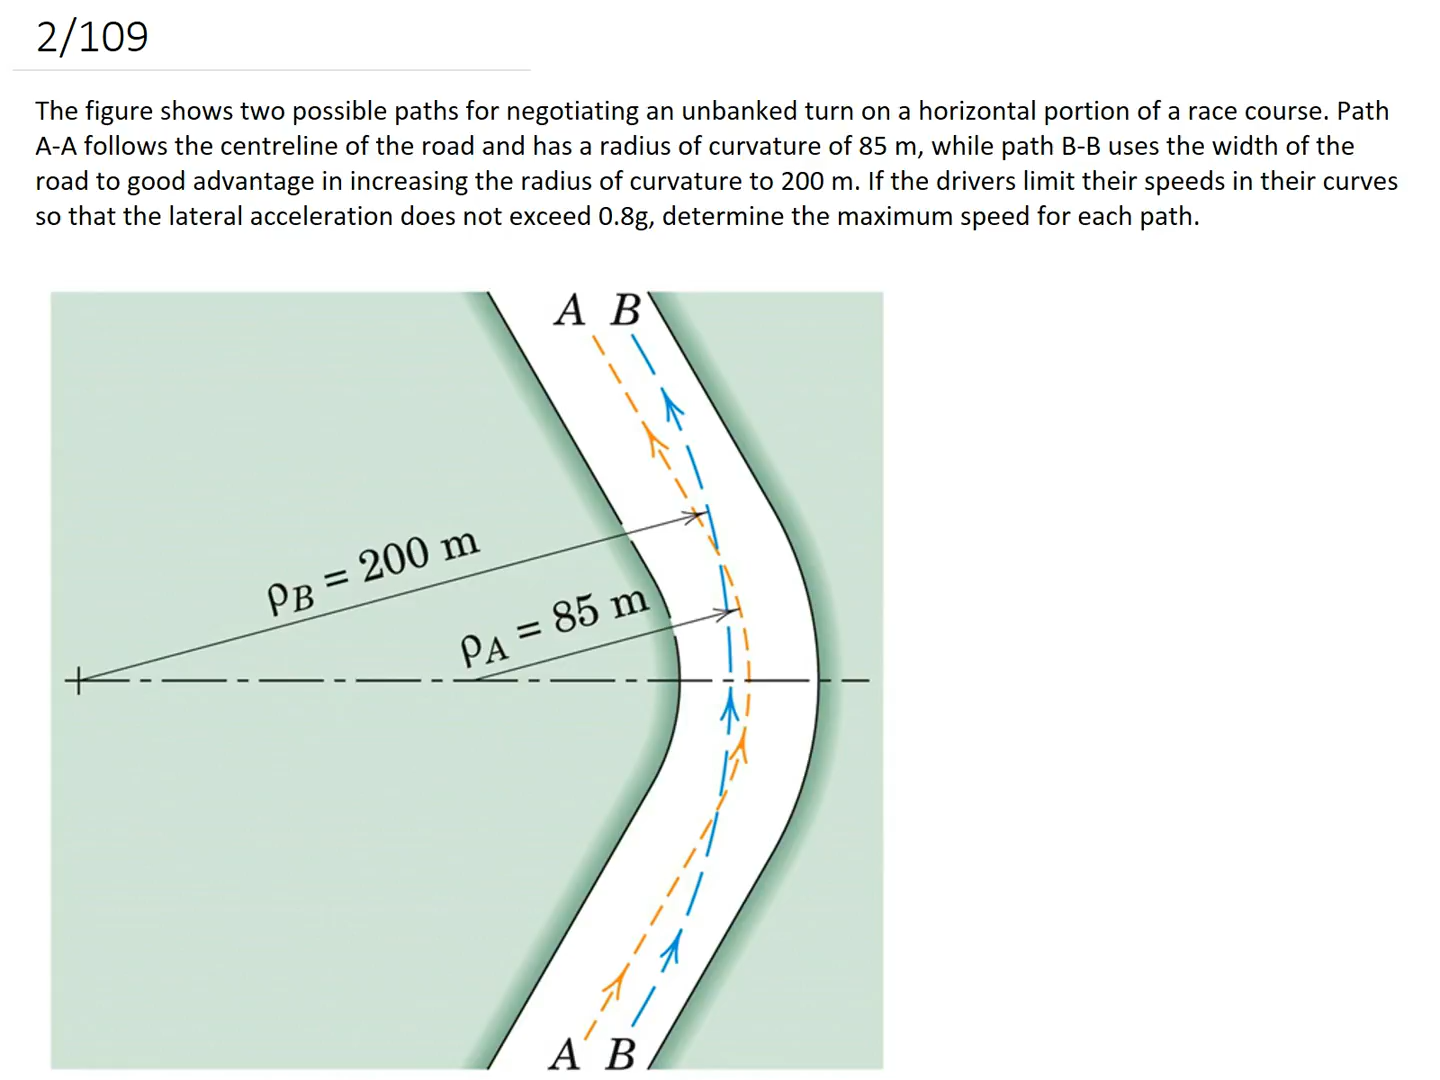 2/109
The figure shows two possible paths for negotiating an unbanked turn on a horizontal portion of a race course. Path
A-A follows the centreline of the road and has a radius of curvature of 85 m, while path B-B uses the width of the
road to good advantage in increasing the radius of curvature to 200 m. If the drivers limit their speeds in their curves
so that the lateral acceleration does not exceed 0.8g, determine the maximum speed for each path.
A B
ρB = 200 m
ρA = 85 m
A B